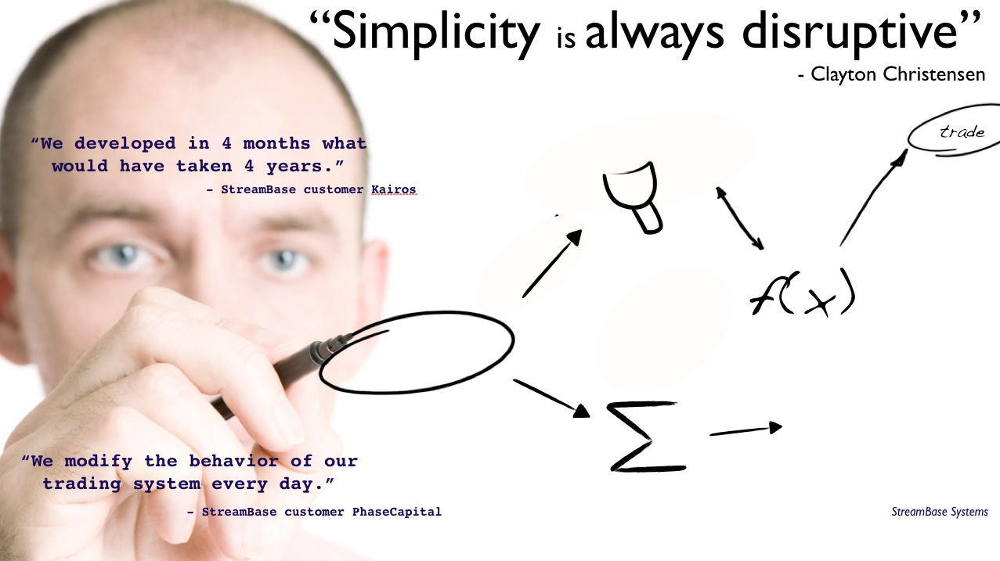 “Simplicity is always disruptive”
- Clayton Christensen
trade
“We developed in 4 months what
would have taken 4 years.”
– StreamBase customer Kairos
f(x)
Σ
“We modify the behavior of our
trading system every day.”
– StreamBase customer PhaseCapital
StreamBase Systems